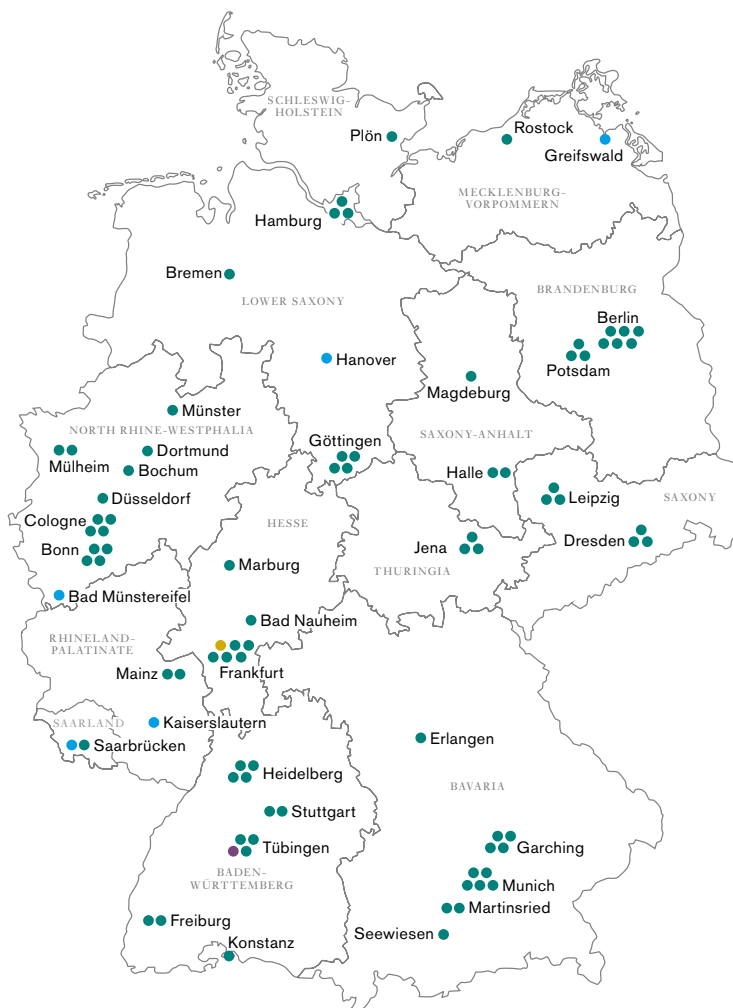 SCHLESWIG-
HOLSTEIN
Plön
Rostock
Greifswald
MECKLENBURG-
VORPOMMERN
Hamburg
Bremen
LOWER SAXONY
BRANDENBURG
Berlin
Potsdam
Hanover
Magdeburg
Münster
NORTH RHINE-WESTPHALIA
SAXONY-ANHALT
Göttingen
Dortmund
Mülheim
Bochum
Halle
Düsseldorf
Leipzig
SAXONY
Cologne
HESSE
Bonn
Jena
Dresden
Marburg
THURINGIA
Bad Münstereifel
Bad Nauheim
RHINELAND-
PALATINATE
Mainz
Frankfurt
SAARLAND
Kaiserslautern
Saarbrücken
Erlangen
Heidelberg
BAVARIA
Stuttgart
Tübingen
Garching
BADEN-
WÜRTTEMBERG
Munich
Martinsried
Freiburg
Seewiesen
Konstanz